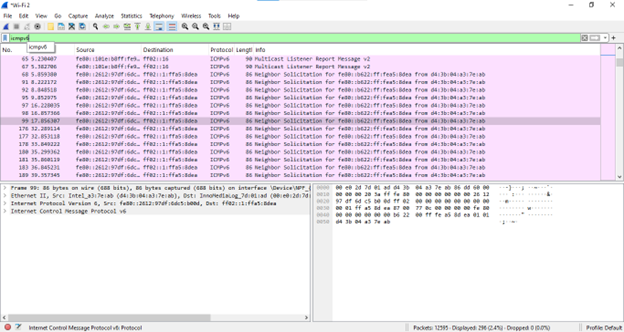 *Wi-Fi 2
File Edit View Go Capture Analyze Statistics Telephony Wireless Tools Help
icmpv6
icmpv6
No. Source Destination Protocol Lengtl Info
65 5.230407 fe80::181e:b8ff:fe9… ff02::16 ICMPv6 90 Multicast Listener Report Message v2
67 5.382706 fe80::181e:b8ff:fe9… ff02::16 ICMPv6 90 Multicast Listener Report Message v2
68 5.859380 fe80::2612:97df:6dc… ff02::1:ffa5:8dea ICMPv6 86 Neighbor Solicitation for fe80::b622:ff:fea5:8dea from d4:3b:04:a3:7e:ab
91 8.222172 fe80::2612:97df:6dc… ff02::1:ffa5:8dea ICMPv6 86 Neighbor Solicitation for fe80::b622:ff:fea5:8dea from d4:3b:04:a3:7e:ab
92 8.848518 fe80::2612:97df:6dc… ff02::1:ffa5:8dea ICMPv6 86 Neighbor Solicitation for fe80::b622:ff:fea5:8dea from d4:3b:04:a3:7e:ab
95 9.852975 fe80::2612:97df:6dc… ff02::1:ffa5:8dea ICMPv6 86 Neighbor Solicitation for fe80::b622:ff:fea5:8dea from d4:3b:04:a3:7e:ab
97 16.228035 fe80::2612:97df:6dc… ff02::1:ffa5:8dea ICMPv6 86 Neighbor Solicitation for fe80::b622:ff:fea5:8dea from d4:3b:04:a3:7e:ab
98 16.857366 fe80::2612:97df:6dc… ff02::1:ffa5:8dea ICMPv6 86 Neighbor Solicitation for fe80::b622:ff:fea5:8dea from d4:3b:04:a3:7e:ab
99 17.856307 fe80::2612:97df:6dc… ff02::1:ffa5:8dea ICMPv6 86 Neighbor Solicitation for fe80::b622:ff:fea5:8dea from d4:3b:04:a3:7e:ab
176 32.289114 fe80::2612:97df:6dc… ff02::1:ffa5:8dea ICMPv6 86 Neighbor Solicitation for fe80::b622:ff:fea5:8dea from d4:3b:04:a3:7e:ab
177 32.853118 fe80::2612:97df:6dc… ff02::1:ffa5:8dea ICMPv6 86 Neighbor Solicitation for fe80::b622:ff:fea5:8dea from d4:3b:04:a3:7e:ab
178 33.849222 fe80::2612:97df:6dc… ff02::1:ffa5:8dea ICMPv6 86 Neighbor Solicitation for fe80::b622:ff:fea5:8dea from d4:3b:04:a3:7e:ab
180 35.299362 fe80::2612:97df:6dc… ff02::1:ffa5:8dea ICMPv6 86 Neighbor Solicitation for fe80::b622:ff:fea5:8dea from d4:3b:04:a3:7e:ab
181 35.860119 fe80::2612:97df:6dc… ff02::1:ffa5:8dea ICMPv6 86 Neighbor Solicitation for fe80::b622:ff:fea5:8dea from d4:3b:04:a3:7e:ab
183 36.845231 fe80::2612:97df:6dc… ff02::1:ffa5:8dea ICMPv6 86 Neighbor Solicitation for fe80::b622:ff:fea5:8dea from d4:3b:04:a3:7e:ab
189 39.357345 fe80::2612:97df:6dc… ff02::1:ffa5:8dea ICMPv6 86 Neighbor Solicitation for fe80::b622:ff:fea5:8dea from d4:3b:04:a3:7e:ab
Frame 99: 86 bytes on wire (688 bits), 86 bytes captured (688 bits) on interface \Device\NPF_
Ethernet II, Src: Intel_a3:7e:ab (d4:3b:04:a3:7e:ab), Dst: InnoMediaLog_7d:01:ad (00:e0:2d:7d:
Internet Protocol Version 6, Src: fe80::2612:97df:6dc5:b00d, Dst: ff02::1:ffa5:8dea
Internet Control Message Protocol v6
0000 00 e0 2d 7d 01 ad d4 3b 04 a3 7e ab 86 dd 60 00
0010 00 00 00 20 3a ff fe 80 00 00 00 00 00 00 26 12
0020 97 df 6d c5 b0 0d ff 02 00 00 00 00 00 00 00 00
0030 00 01 ff a5 8d ea 87 00 77 0c 00 00 00 00 fe 80
0040 00 00 00 00 00 00 b6 22 00 ff fe a5 8d ea 01 01
0050 d4 3b 04 a3 7e ab
Internet Control Message Protocol v6: Protocol Packets: 12595 · Displayed: 296 (2.4%) · Dropped: 0 (0.0%) Profile: Default